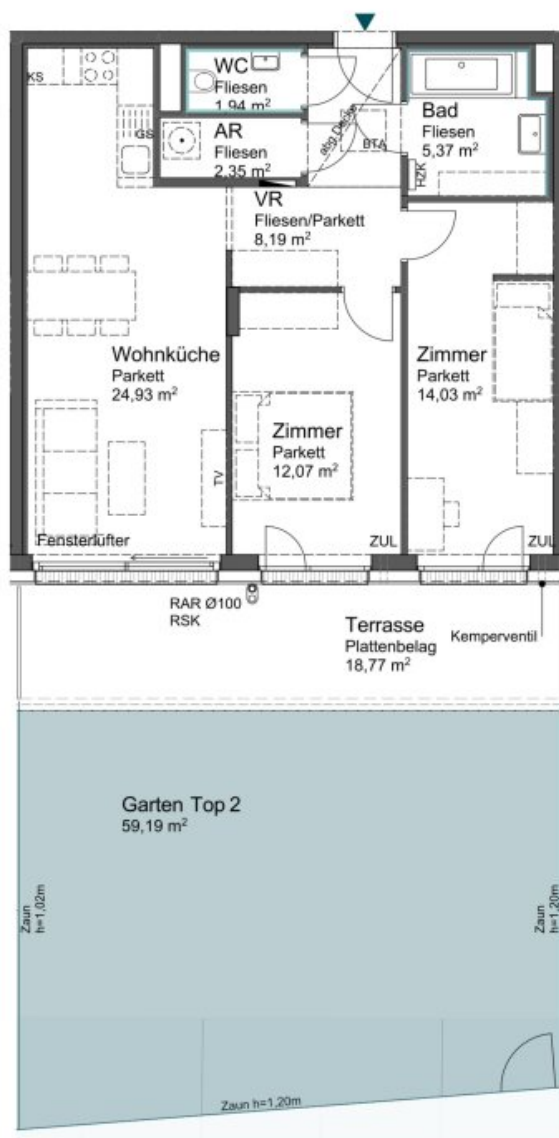 KS
WC
Fliesen
1.94 m²
GS
AR
Fliesen
2.35 m²
abg.Decke
BTA
Bad
Fliesen
5,37 m²
HZK
VR
Fliesen/Parkett
8,19 m²
Wohnküche
Parkett
24,93 m²
Zimmer
Parkett
12,07 m²
Zimmer
Parkett
14,03 m²
TV
Fensterlüfter
ZUL
ZUL
RAR Ø100
RSK
Terrasse
Plattenbelag
18,77 m²
Kemperventil
Garten Top 2
59,19 m²
Zaun
h=1,02m
Zaun
h=1,20m
Zaun h=1,20m